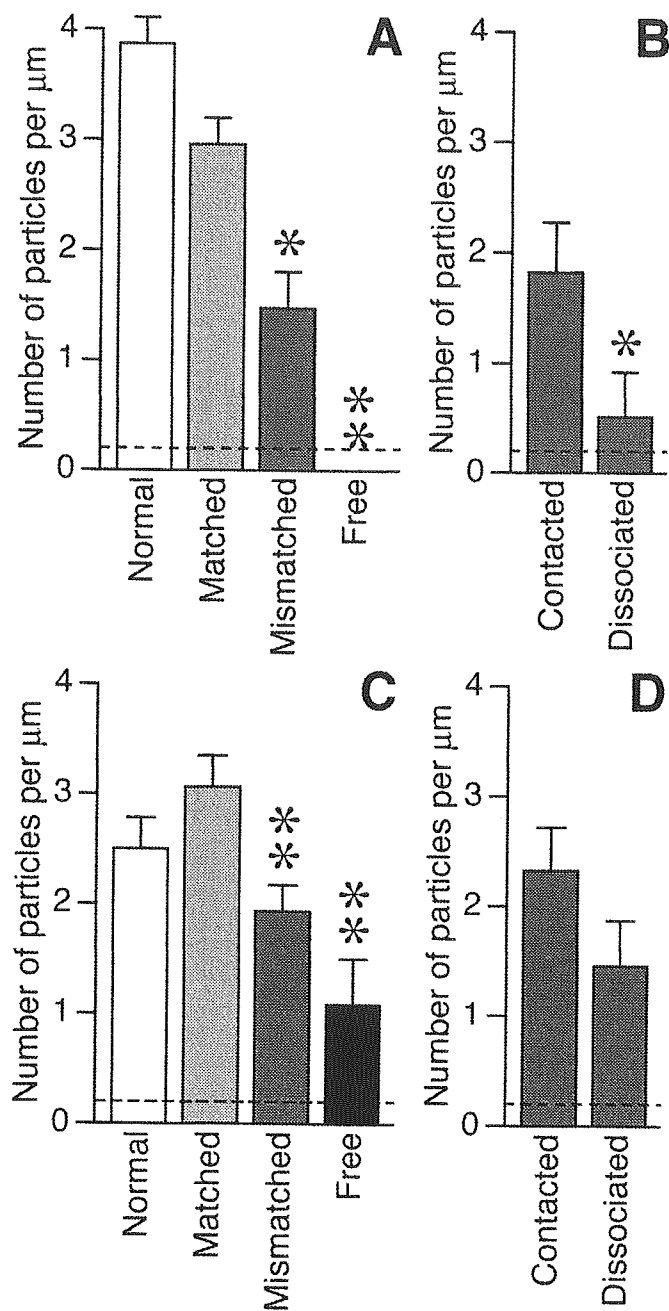 A
Number of particles per μm
4
3
2
1
0
*
**
Normal
Matched
Mismatched
Free
B
Number of particles per μm
4
3
2
1
0
*
Contacted
Dissociated
C
Number of particles per μm
4
3
2
1
0
**
**
Normal
Matched
Mismatched
Free
D
Number of particles per μm
4
3
2
1
0
Contacted
Dissociated